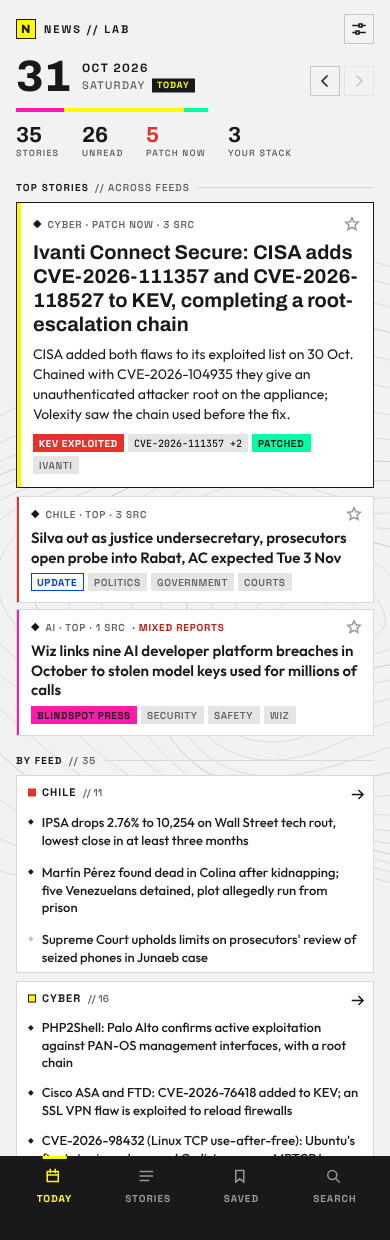 N NEWS // LAB
31 OCT 2026
SATURDAY TODAY
35 26 5 3
STORIES UNREAD PATCH NOW YOUR STACK
TOP STORIES // ACROSS FEEDS
CYBER · PATCH NOW · 3 SRC
Ivanti Connect Secure: CISA adds
CVE-2026-111357 and CVE-2026-
118527 to KEV, completing a root-
escalation chain
CISA added both flaws to its exploited list on 30 Oct.
Chained with CVE-2026-104935 they give an
unauthenticated attacker root on the appliance;
Volexity saw the chain used before the fix.
KEV EXPLOITED CVE-2026-111357 +2 PATCHED
IVANTI
CHILE · TOP · 3 SRC
Silva out as justice undersecretary, prosecutors
open probe into Rabat, AC expected Tue 3 Nov
UPDATE POLITICS GOVERNMENT COURTS
AI · TOP · 1 SRC · MIXED REPORTS
Wiz links nine AI developer platform breaches in
October to stolen model keys used for millions of
calls
BLINDSPOT PRESS SECURITY SAFETY WIZ
BY FEED // 35
CHILE // 11
IPSA drops 2.76% to 10,254 on Wall Street tech rout,
lowest close in at least three months
Martín Pérez found dead in Colina after kidnapping;
five Venezuelans detained, plot allegedly run from
prison
Supreme Court upholds limits on prosecutors' review of
seized phones in Junaeb case
CYBER // 16
PHP2Shell: Palo Alto confirms active exploitation
against PAN-OS management interfaces, with a root
chain
Cisco ASA and FTD: CVE-2026-76418 added to KEV; an
SSL VPN flaw is exploited to reload firewalls
CVE-2026-98432 (Linux TCP use-after-free): Ubuntu's
TODAY STORIES SAVED SEARCH